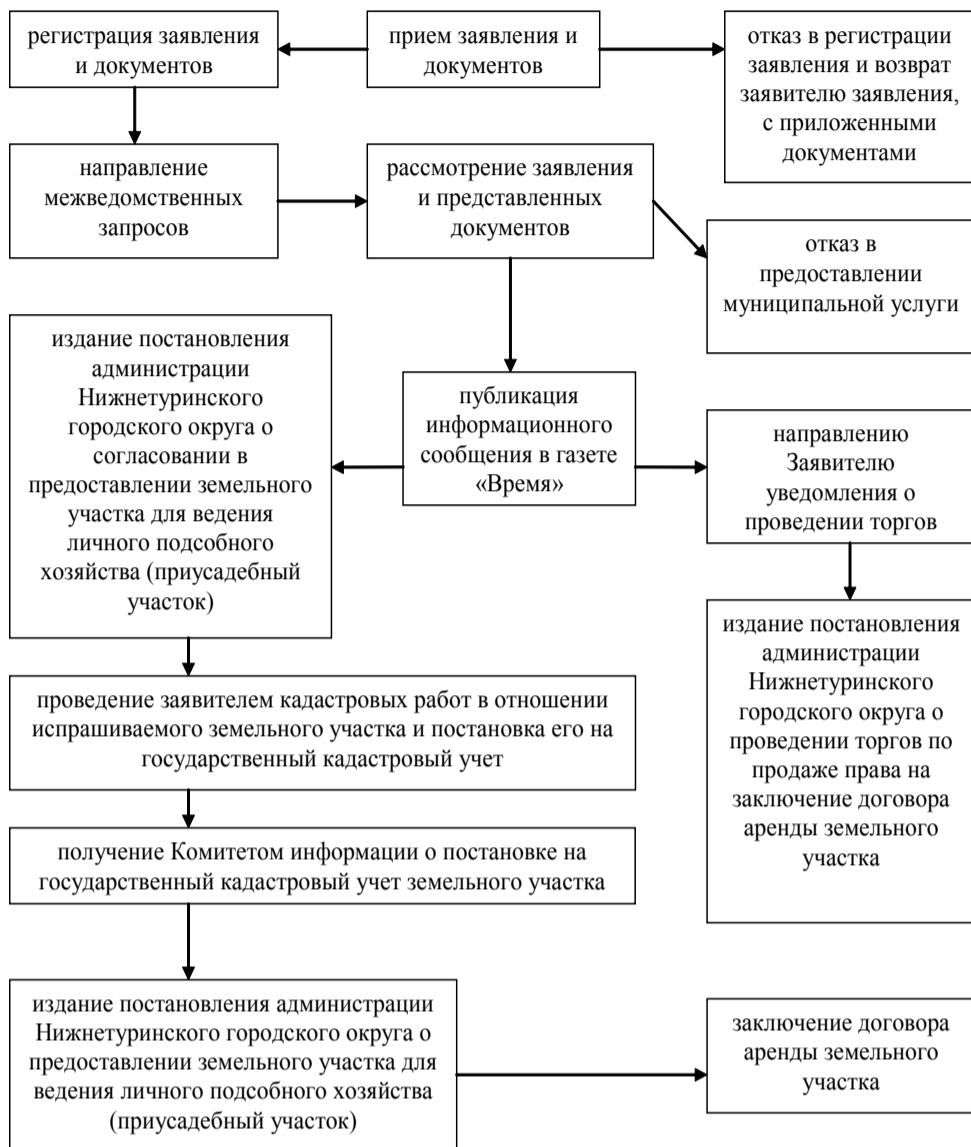 регистрация заявления
и документов
прием заявления и
документов
отказ в регистрации
заявления и возврат
заявителю заявления,
с приложенными
документами
направление
межведомственных
запросов
рассмотрение заявления
и представленных
документов
отказ в
предоставлении
муниципальной услуги
издание постановления
администрации
Нижнетуринского
городского округа о
согласовании в
предоставлении земельного
участка для ведения
личного подсобного
хозяйства (приусадебный
участок)
публикация
информационного
сообщения в газете
«Время»
направлению
Заявителю
уведомления о
проведении торгов
издание постановления
администрации
Нижнетуринского
городского округа о
проведении торгов по
продаже права на
заключение договора
аренды земельного
участка
проведение заявителем кадастровых работ в отношении
испрашиваемого земельного участка и постановка его на
государственный кадастровый учет
получение Комитетом информации о постановке на
государственный кадастровый учет земельного участка
издание постановления администрации
Нижнетуринского городского округа о
предоставлении земельного участка для
ведения личного подсобного хозяйства
(приусадебный участок)
заключение договора
аренды земельного
участка